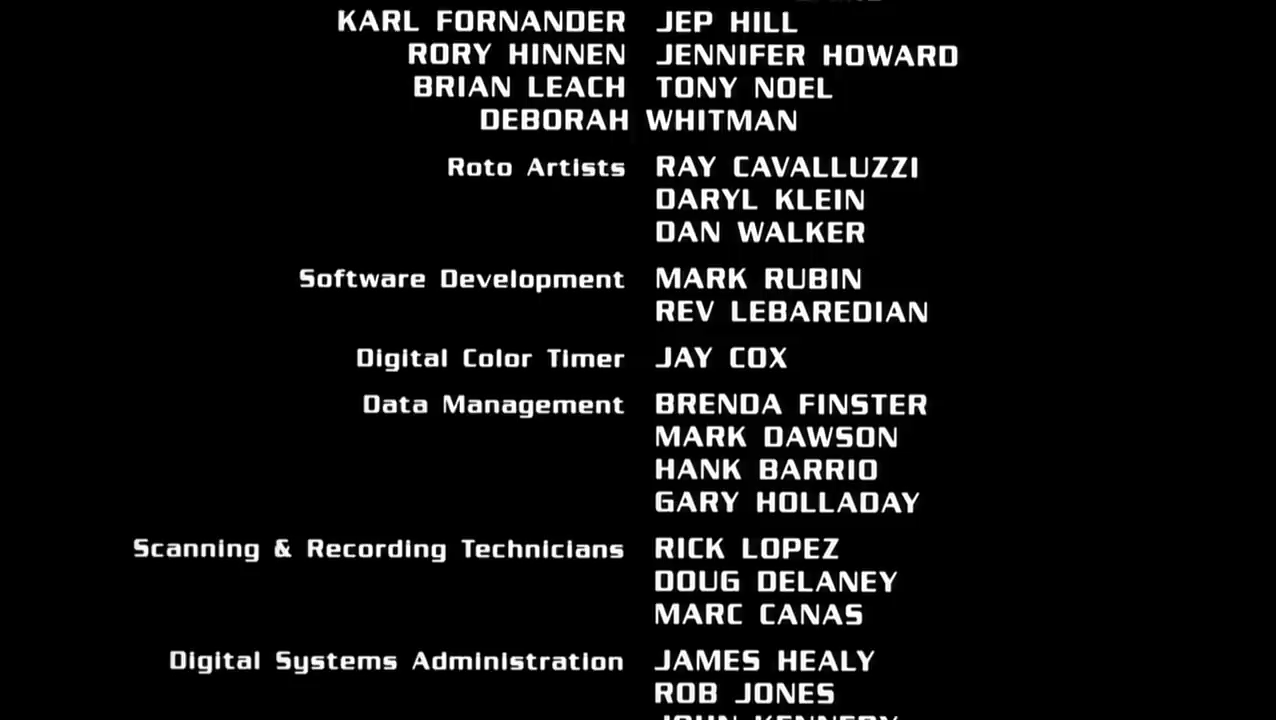 KARL FORNANDER JEP HILL
RORY HINNEN JENNIFER HOWARD
BRIAN LEACH TONY NOEL
DEBORAH WHITMAN
Roto Artists RAY CAVALLUZZI
DARYL KLEIN
DAN WALKER
Software Development MARK RUBIN
REV LEBAREDIAN
Digital Color Timer JAY COX
Data Management BRENDA FINSTER
MARK DAWSON
HANK BARRIO
GARY HOLLADAY
Scanning & Recording Technicians RICK LOPEZ
DOUG DELANEY
MARC CANAS
Digital Systems Administration JAMES HEALY
ROB JONES
JOHN KENNEDY